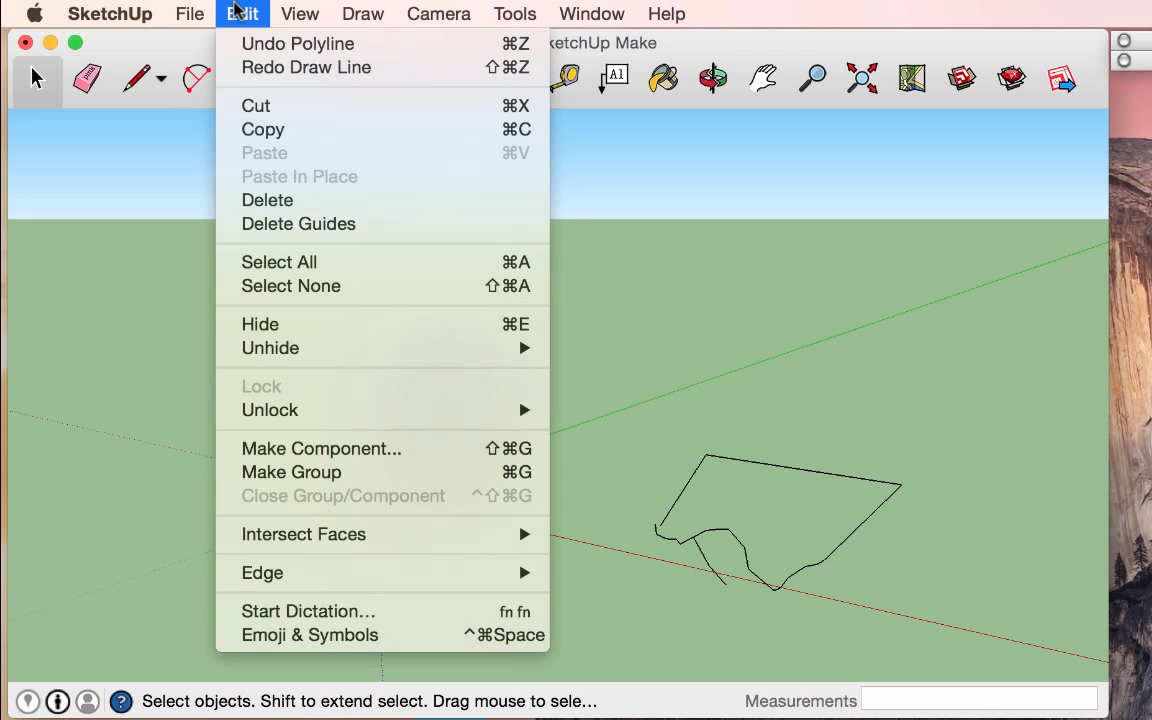 SketchUp File Edit View Draw Camera Tools Window Help
ketchUp Make
A1
Undo Polyline ⌘Z
Redo Draw Line ⇧⌘Z
Cut ⌘X
Copy ⌘C
Paste ⌘V
Paste In Place
Delete
Delete Guides
Select All ⌘A
Select None ⇧⌘A
Hide ⌘E
Unhide ▶
Lock
Unlock ▶
Make Component... ⇧⌘G
Make Group ⌘G
Close Group/Component ^⇧⌘G
Intersect Faces ▶
Edge ▶
Start Dictation... fn fn
Emoji & Symbols ^⌘Space
Select objects. Shift to extend select. Drag mouse to sele... Measurements